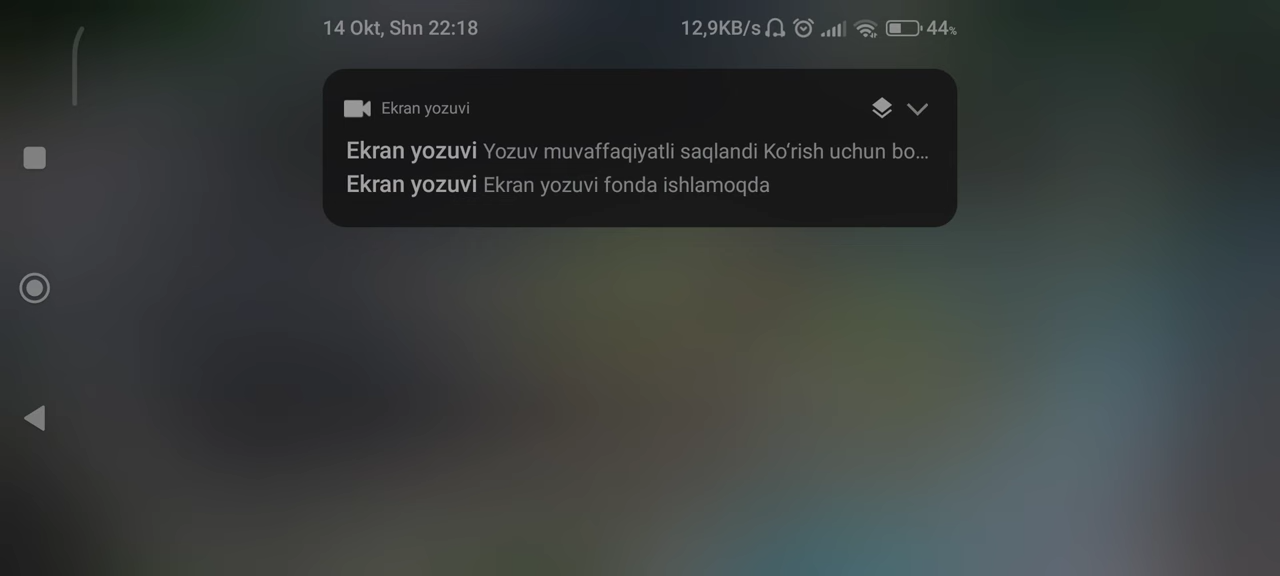 14 Okt, Shn 22:18 12,9KB/s 44%
Ekran yozuvi
Ekran yozuvi Yozuv muvaffaqiyatli saqlandi Ko‘rish uchun bo…
Ekran yozuvi Ekran yozuvi fonda ishlamoqda